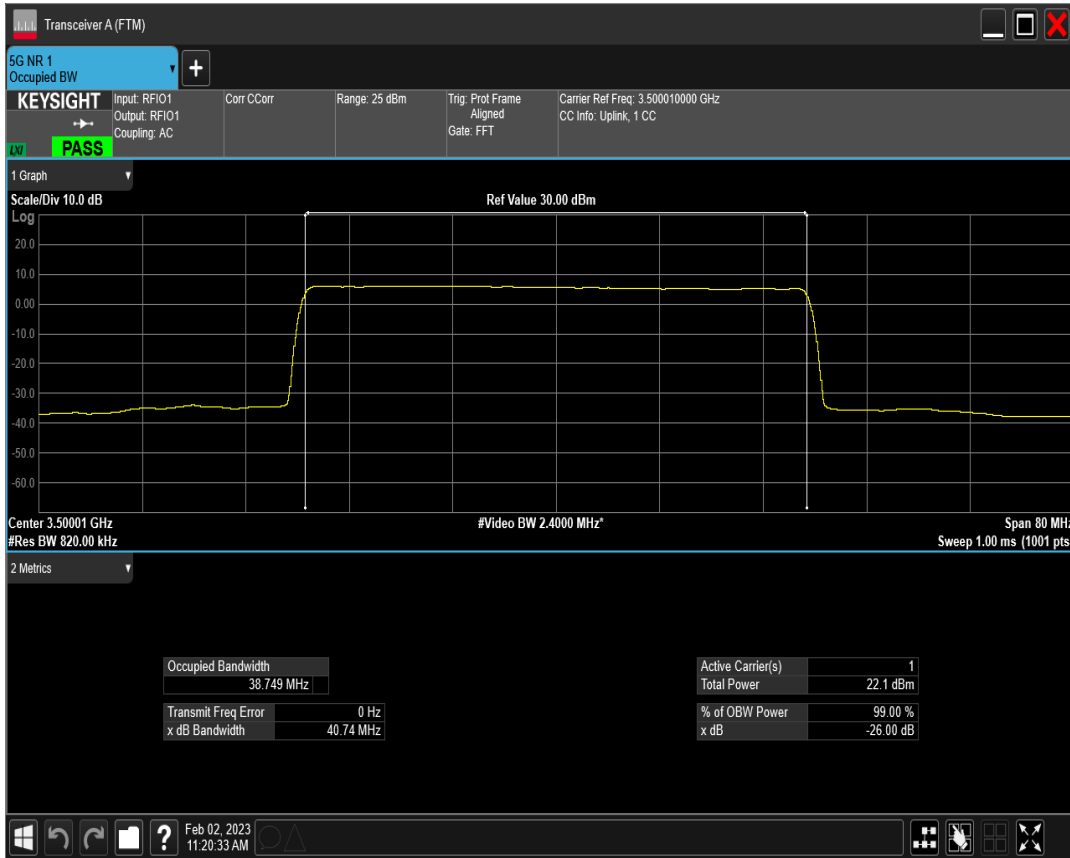 Transceiver A (FTM)
5G NR 1
Occupied BW
+
KEYSIGHT
LXI
PASS
Input: RFIO1
Output: RFIO1
Coupling: AC
Corr CCorr
Range: 25 dBm
Trig: Prot Frame
Aligned
Gate: FFT
Carrier Ref Freq: 3.500010000 GHz
CC Info: Uplink, 1 CC
1 Graph
Scale/Div 10.0 dB
Ref Value 30.00 dBm
Log
20.0
10.0
0.00
-10.0
-20.0
-30.0
-40.0
-50.0
-60.0
Center 3.50001 GHz
#Video BW 2.4000 MHz*
Span 80 MHz
#Res BW 820.00 kHz
Sweep 1.00 ms (1001 pts
2 Metrics
Occupied Bandwidth
38.749 MHz
Transmit Freq Error 0 Hz
x dB Bandwidth 40.74 MHz
Active Carrier(s) 1
Total Power 22.1 dBm
% of OBW Power 99.00 %
x dB -26.00 dB
?
Feb 02, 2023
11:20:33 AM